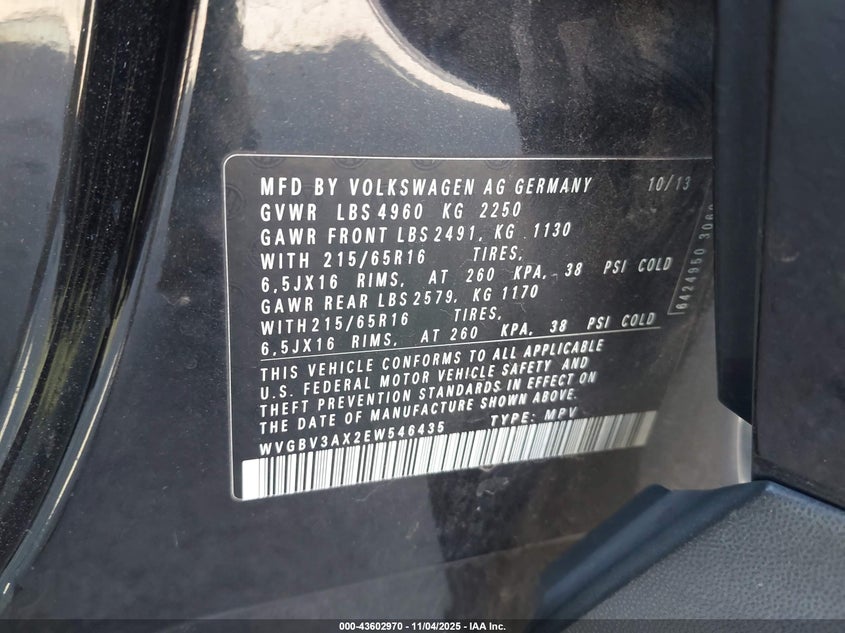 MFD BY VOLKSWAGEN AG GERMANY 10/13
GVWR LBS 4960 KG 2250
GAWR FRONT LBS 2491, KG . 1130
WITH 215/65R16 TIRES,
6,5JX16 RIMS, AT 260 KPA, 38 PSI COLD
GAWR REAR LBS 2579, KG 1170
WITH 215/65R16 TIRES,
6,5JX16 RIMS, AT 260 KPA, 38 PSI COLD
THIS VEHICLE CONFORMS TO ALL APPLICABLE
U.S. FEDERAL MOTOR VEHICLE SAFETY AND
THEFT PREVENTION STANDARDS IN EFFECT ON
THE DATE OF MANUFACTURE SHOWN ABOVE.
WVGBV3AX2EW546435 TYPE: MPV
6424950
000-43602970 - 11/04/2025 - IAA Inc.